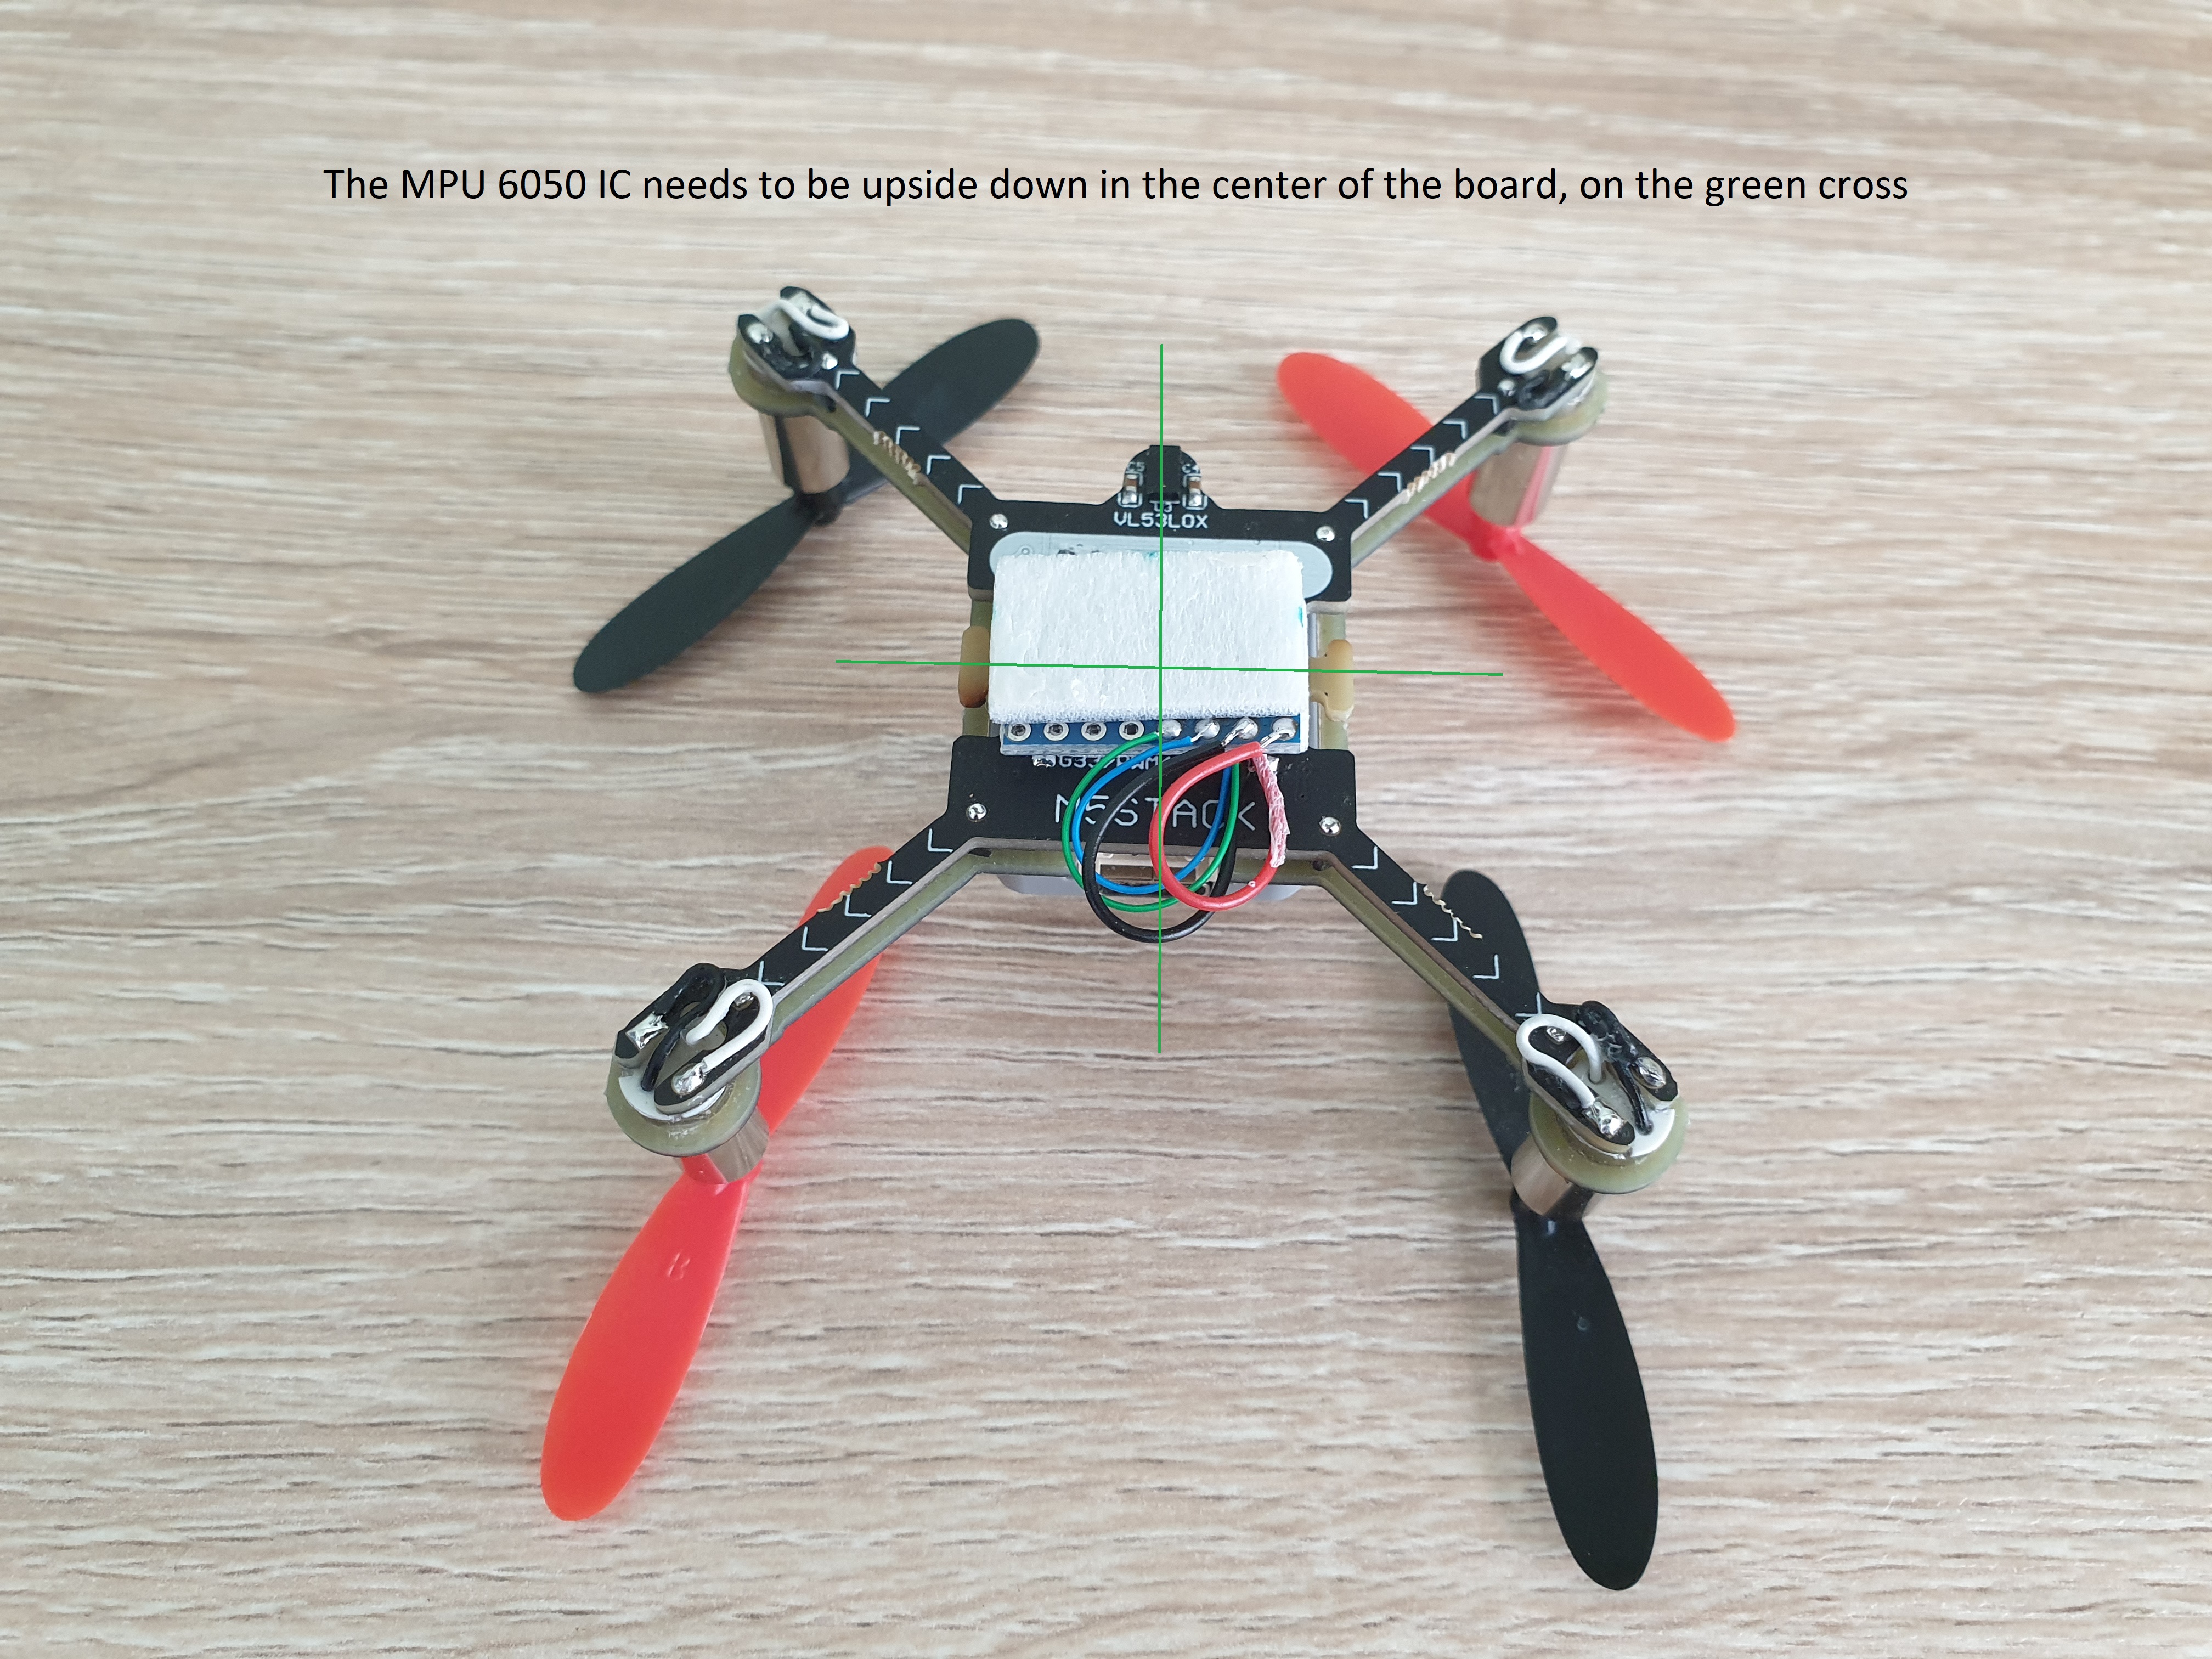 The MPU 6050 IC needs to be upside down in the center of the board, on the green cross
VL53L0X
M5STACK